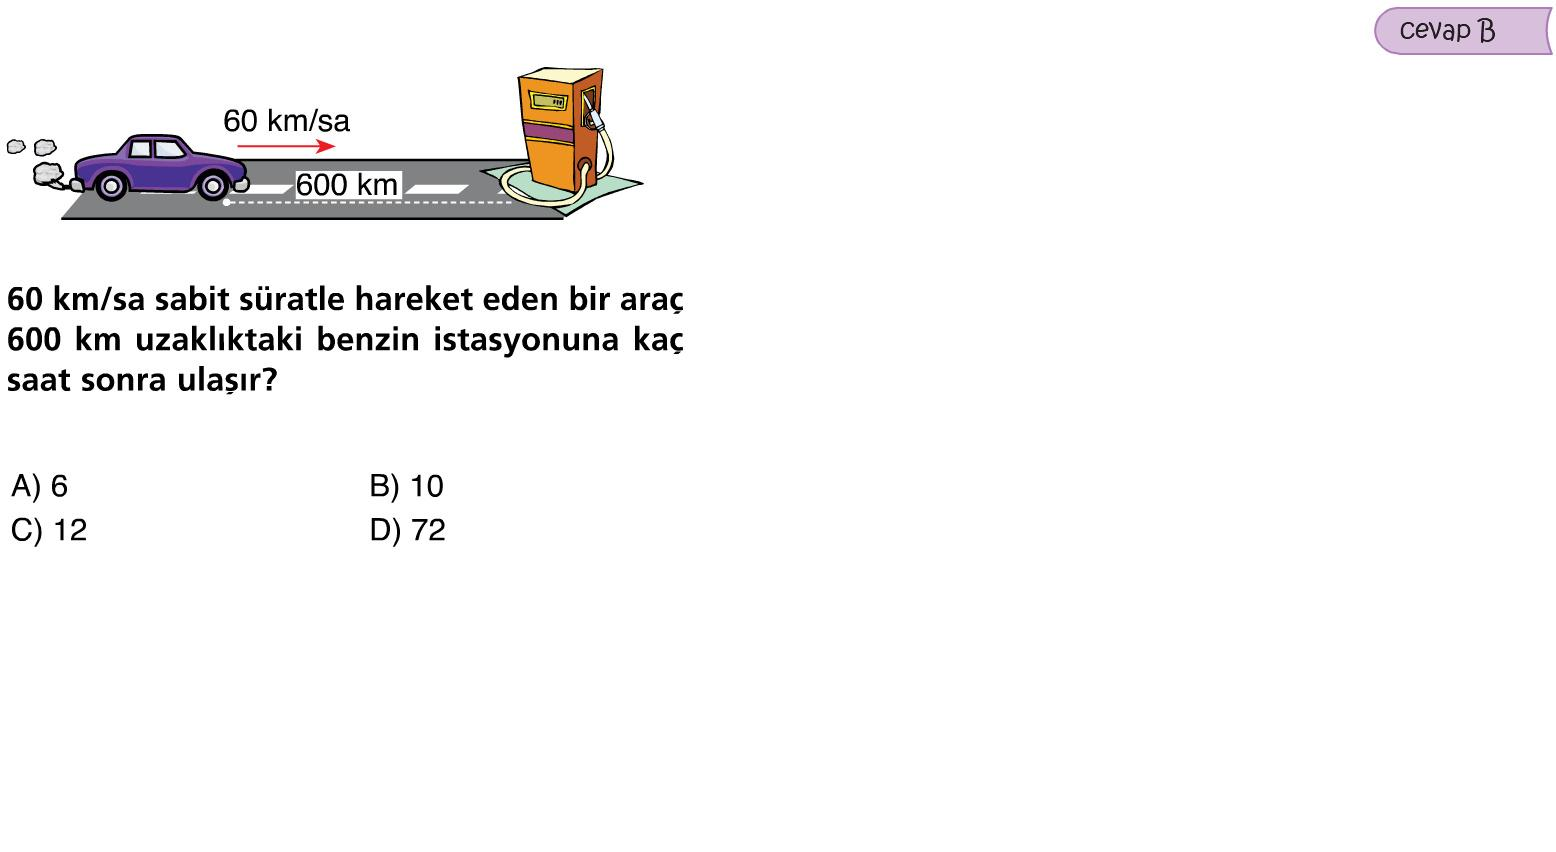 Cevap B
60 km/sa
600 km
60 km/sa sabit süratle hareket eden bir araç
600 km uzaklıktaki benzin istasyonuna kaç
saat sonra ulaşır?
A) 6 B) 10
C) 12 D) 72